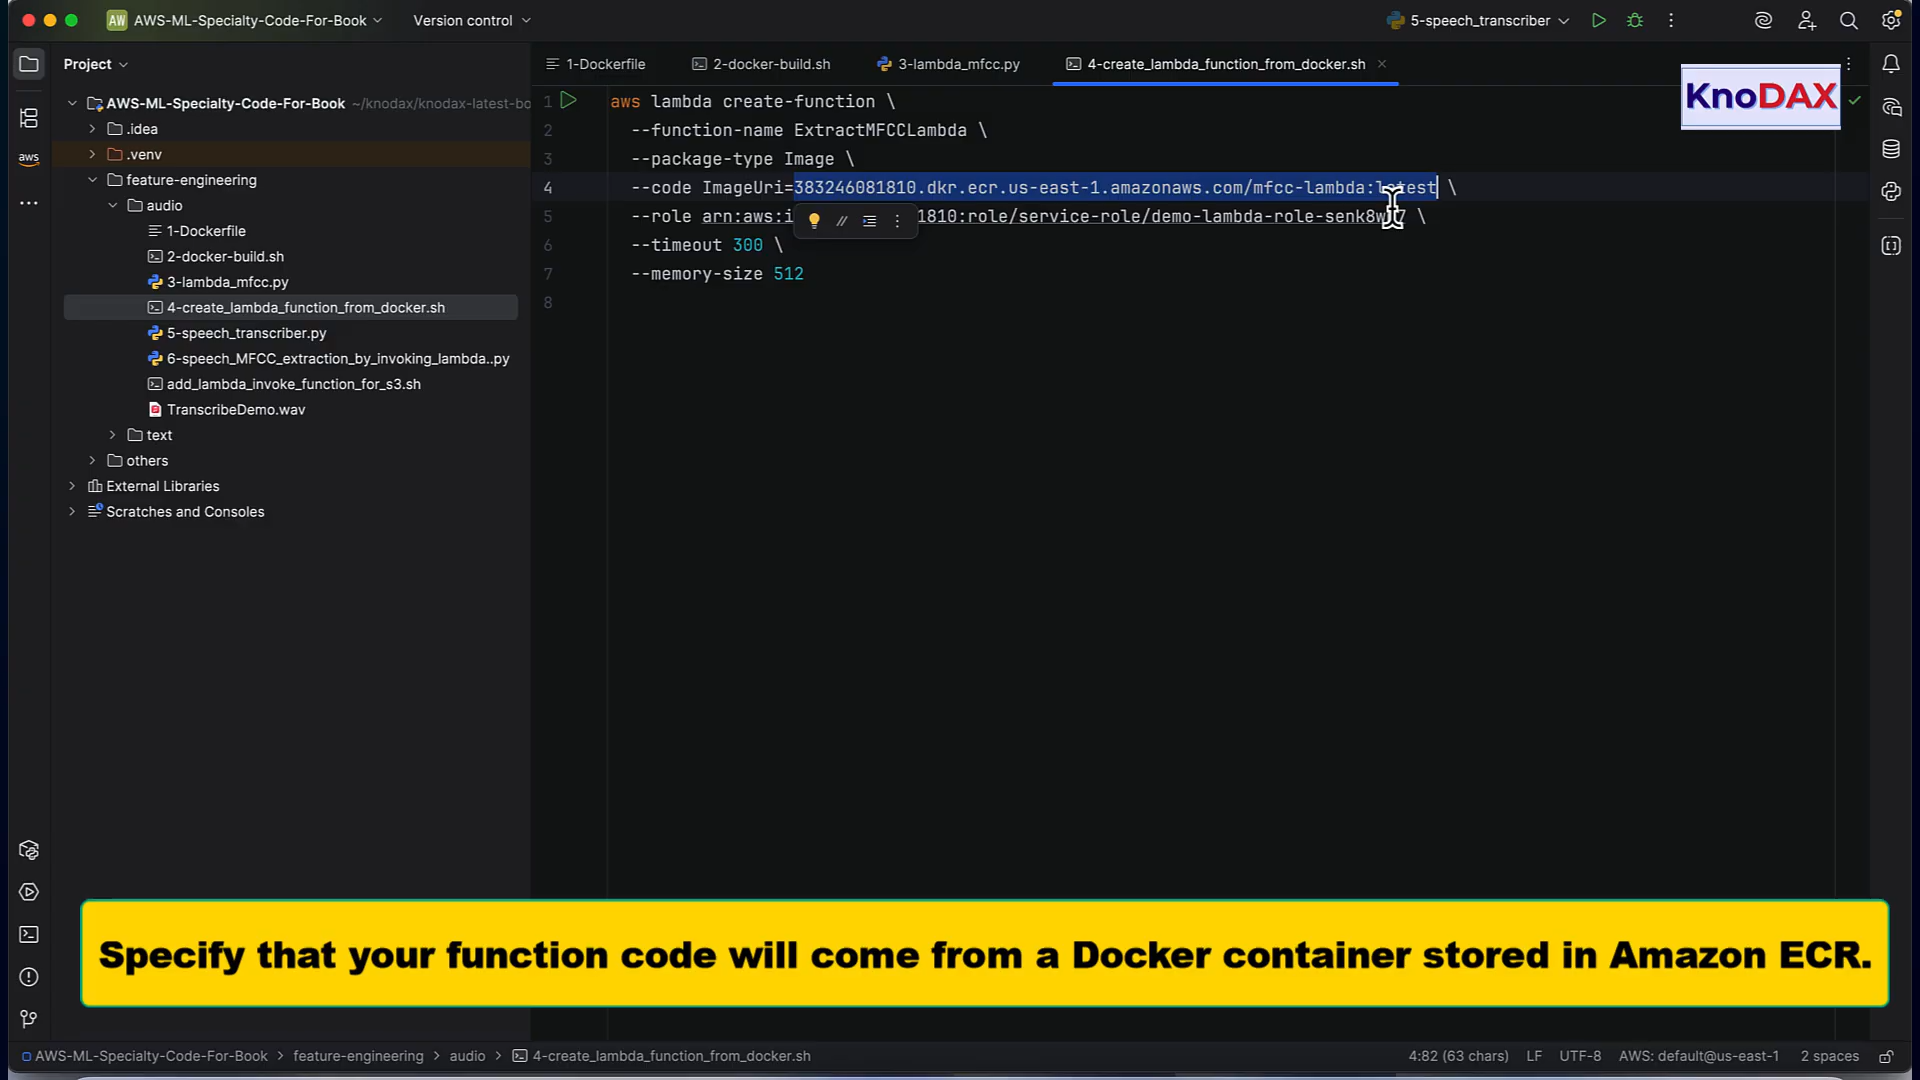 AW AWS-ML-Specialty-Code-For-Book Version control 5-speech_transcriber
Project
1-Dockerfile 2-docker-build.sh 3-lambda_mfcc.py 4-create_lambda_function_from_docker.sh
KnoDAX
AWS-ML-Specialty-Code-For-Book ~/knodax/knodax-latest-bo
.idea
.venv
feature-engineering
audio
1-Dockerfile
2-docker-build.sh
3-lambda_mfcc.py
4-create_lambda_function_from_docker.sh
5-speech_transcriber.py
6-speech_MFCC_extraction_by_invoking_lambda..py
add_lambda_invoke_function_for_s3.sh
TranscribeDemo.wav
text
others
External Libraries
Scratches and Consoles
aws
1 aws lambda create-function \
2 --function-name ExtractMFCCLambda \
3 --package-type Image \
4 --code ImageUri=383246081810.dkr.ecr.us-east-1.amazonaws.com/mfcc-lambda:latest \
5 --role arn:aws:i 1810:role/service-role/demo-lambda-role-senk8w 7 \
6 --timeout 300 \
7 --memory-size 512
8
Specify that your function code will come from a Docker container stored in Amazon ECR.
AWS-ML-Specialty-Code-For-Book > feature-engineering > audio > 4-create_lambda_function_from_docker.sh 4:82 (63 chars) LF UTF-8 AWS: default@us-east-1 2 spaces